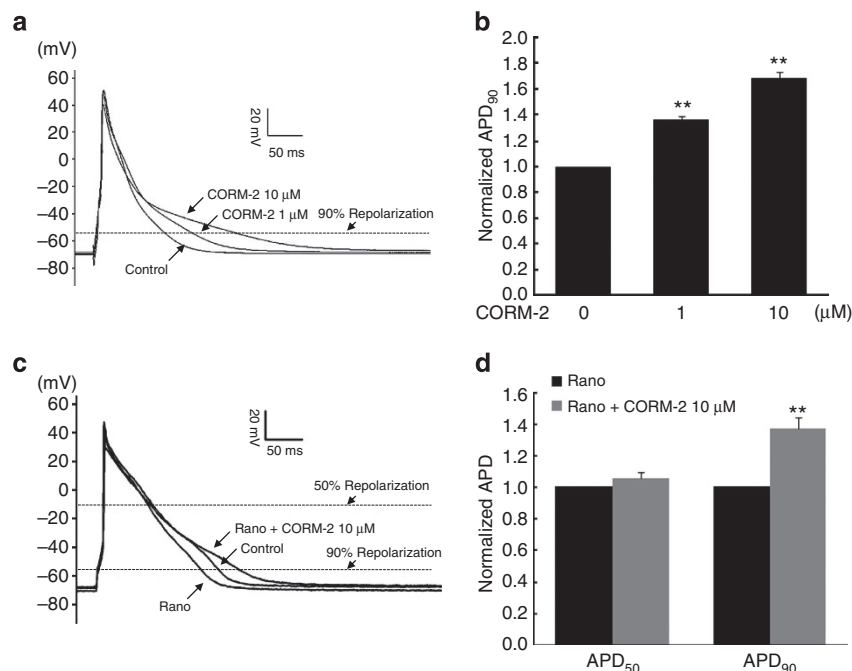 a
(mV)
60
40
20
0
−20
−40
−60
−80
20 mV
50 ms
CORM-2 10 μM
CORM-2 1 μM
90% Repolarization
Control
b
Normalized APD90
2.0
1.8
1.6
1.4
1.2
1.0
0.8
0.6
0.4
0.2
0.0
**
**
CORM-2 0 1 10 (μM)
c
(mV)
60
40
20
0
−20
−40
−60
−80
20 mV
50 ms
50% Repolarization
Rano + CORM-2 10 μM
Control
90% Repolarization
Rano
d
Normalized APD
1.6
1.4
1.2
1.0
0.8
0.6
0.4
0.2
0.0
Rano
Rano + CORM-2 10 μM
**
APD50 APD90